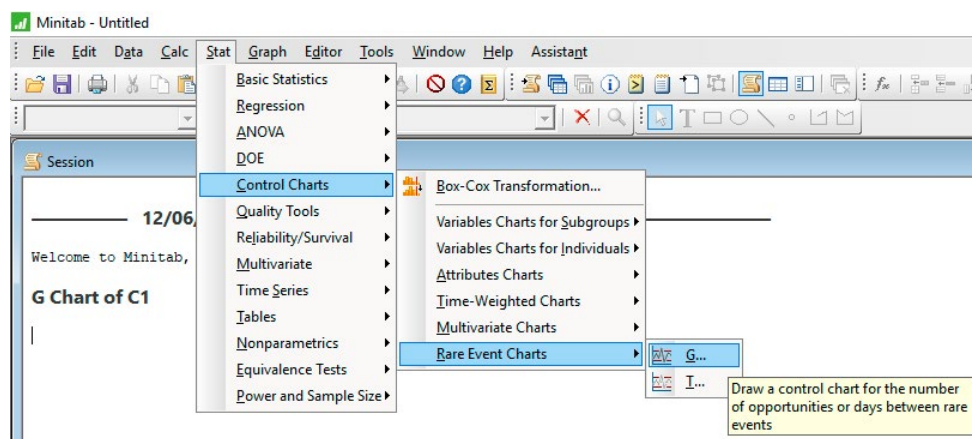 Minitab - Untitled
File Edit Data Calc Stat Graph Editor Tools Window Help Assistant
Session
12/06/
Welcome to Minitab,
G Chart of C1
Basic Statistics
Regression
ANOVA
DOE
Control Charts
Quality Tools
Reliability/Survival
Multivariate
Time Series
Tables
Nonparametrics
Equivalence Tests
Power and Sample Size
Box-Cox Transformation...
Variables Charts for Subgroups
Variables Charts for Individuals
Attributes Charts
Time-Weighted Charts
Multivariate Charts
Rare Event Charts
G...
T...
Draw a control chart for the number
of opportunities or days between rare
events